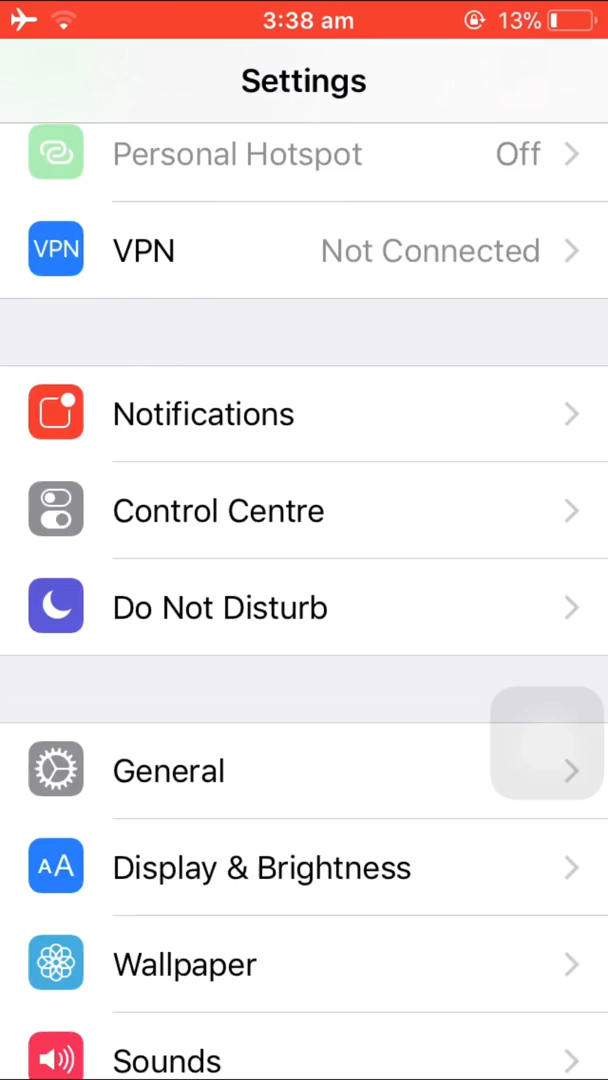 3:38 am 13%
Settings
Personal Hotspot Off
VPN VPN Not Connected
Notifications
Control Centre
Do Not Disturb
General
AA Display & Brightness
Wallpaper
Sounds